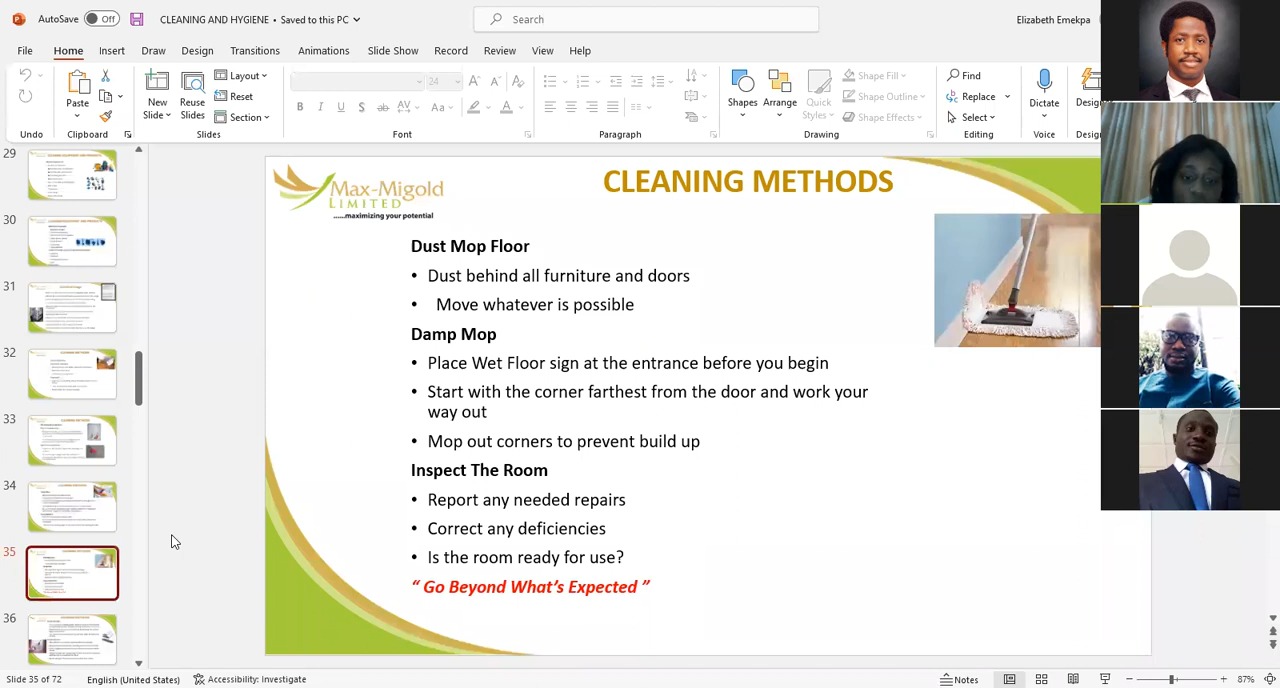 AutoSave Off CLEANING AND HYGIENE • Saved to this PC Search Elizabeth Emekpa
File Home Insert Draw Design Transitions Animations Slide Show Record Review View Help
Paste New Slide Reuse Slides Layout Reset Section 24 Shapes Arrange Quick Styles Shape Fill Shape Outline Shape Effects Find Replace Select Dictate
Undo Clipboard Slides Font Paragraph Drawing Editing Voice
29
30
31
32
33
34
35
36
Max-Migold
LIMITED
......maximizing your potential
CLEANING METHODS
Dust Mop Floor
• Dust behind all furniture and doors
• Move whatever is possible
Damp Mop
• Place Wet Floor sign at the entrance before you begin
• Start with the corner farthest from the door and work your
way out
• Mop out corners to prevent build up
Inspect The Room
• Report any needed repairs
• Correct any deficiencies
• Is the room ready for use?
“ Go Beyond What’s Expected ”
Slide 35 of 72 English (United States) Accessibility: Investigate Notes 87%